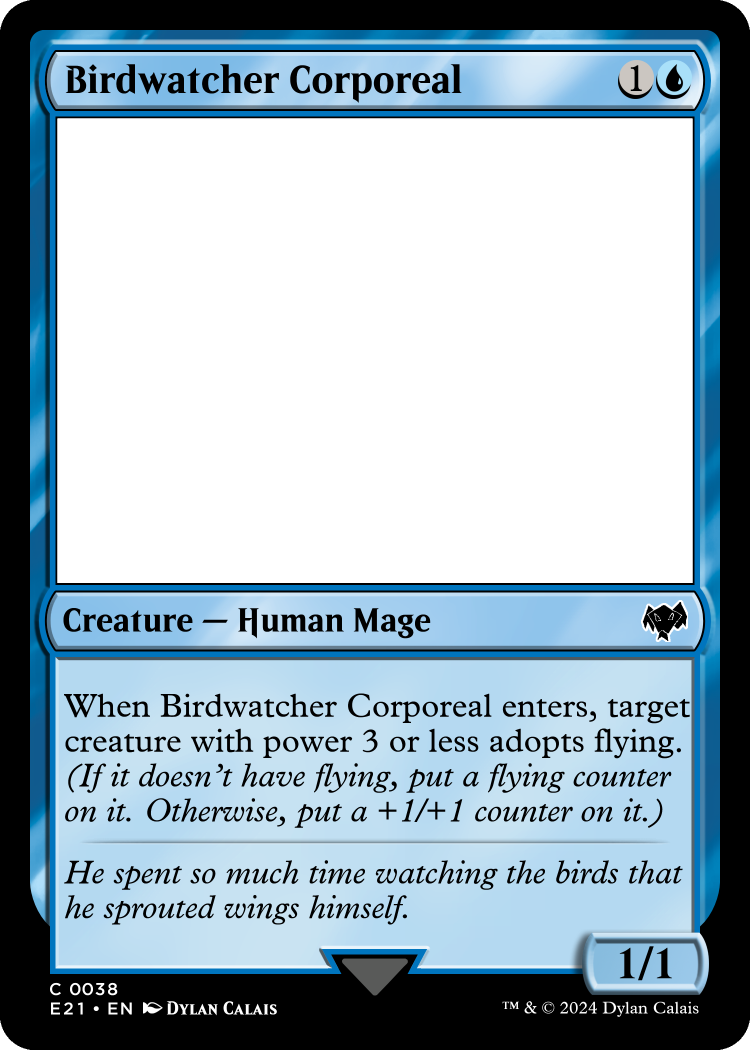 Birdwatcher Corporeal 1
Creature — Human Mage
When Birdwatcher Corporeal enters, target
creature with power 3 or less adopts flying.
(If it doesn't have flying, put a flying counter
on it. Otherwise, put a +1/+1 counter on it.)
He spent so much time watching the birds that
he sprouted wings himself.
1/1
C 0038
E21 • EN DYLAN CALAIS
™ & © 2024 Dylan Calais